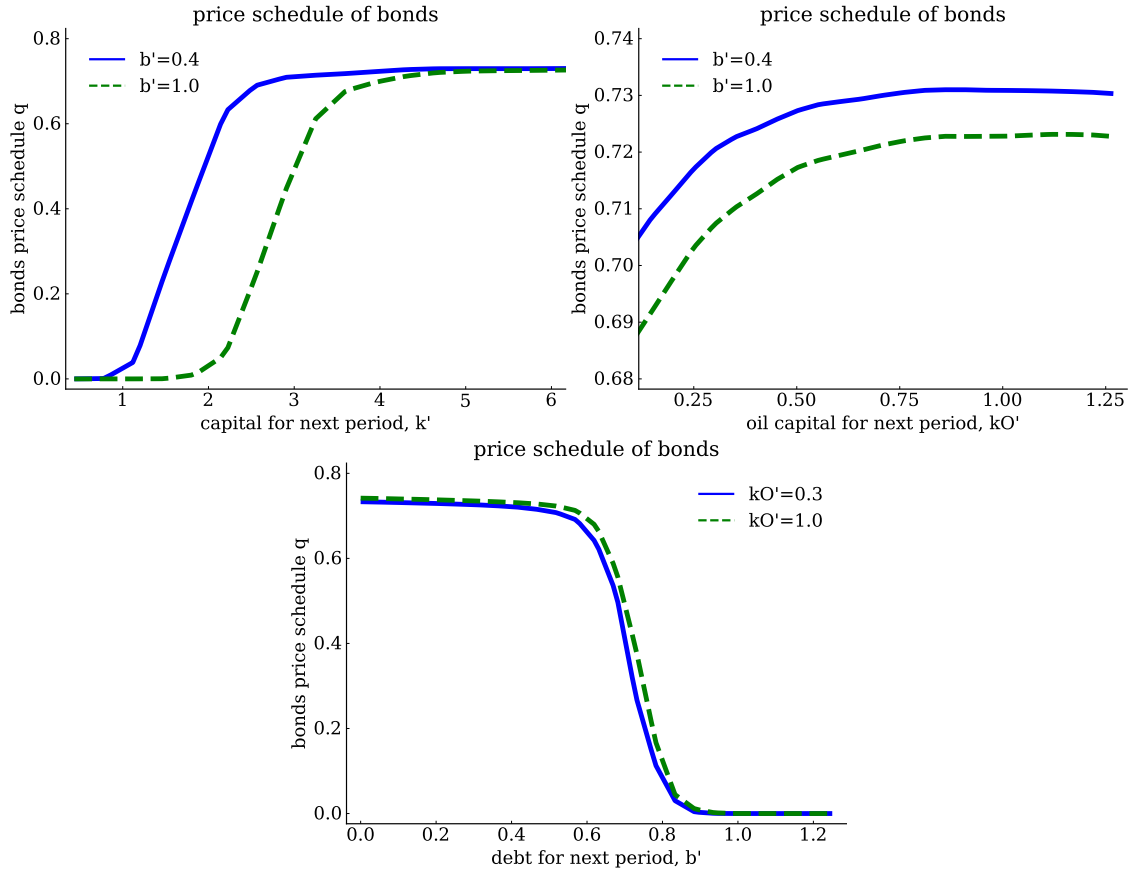 price schedule of bonds
bonds price schedule q
0.8
0.6
0.4
0.2
0.0
b'=0.4
b'=1.0
1 2 3 4 5 6
capital for next period, k'
price schedule of bonds
bonds price schedule q
0.74
0.73
0.72
0.71
0.70
0.69
0.68
b'=0.4
b'=1.0
0.25 0.50 0.75 1.00 1.25
oil capital for next period, kO'
price schedule of bonds
bonds price schedule q
0.8
0.6
0.4
0.2
0.0
kO'=0.3
kO'=1.0
0.0 0.2 0.4 0.6 0.8 1.0 1.2
debt for next period, b'